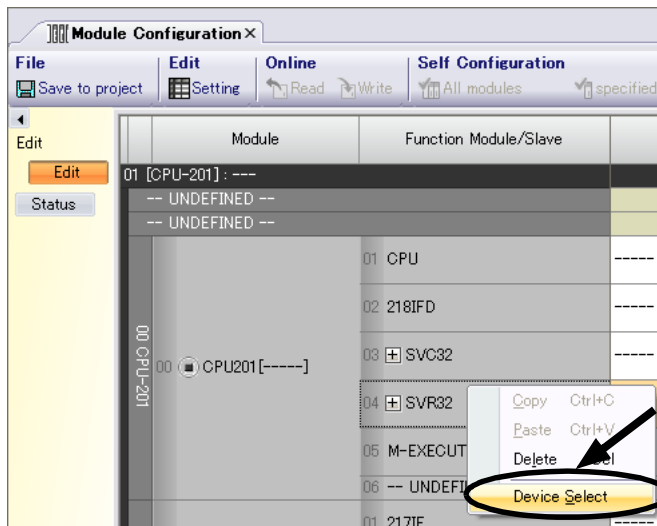 Module Configuration ×
File Edit Online Self Configuration
Save to project Setting Read Write All modules specified
Edit
Edit
Status
Module Function Module/Slave
01 [CPU-201] : ---
-- UNDEFINED --
-- UNDEFINED --
00 CPU-201
00 CPU201[-----]
01 CPU -----
02 218IFD -----
03 + SVC32 -----
04 + SVR32
05 M-EXECUT
06 -- UNDEFI
01 217IF -----
Copy Ctrl+C
Paste Ctrl+V
Delete
Device Select